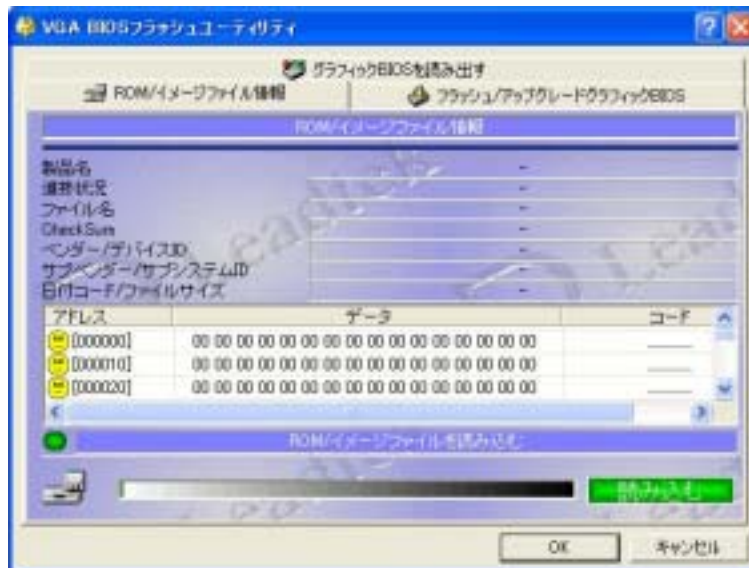 VGA BIOSフラッシュユーティリティ
グラフィックBIOSを読み出す
ROM/イメージファイル情報
フラッシュ/アップグレードグラフィックBIOS
ROM/イメージファイル情報
製品名 -
進捗状況 -
ファイル名 -
CheckSum -
ベンダー/デバイスID -
サブベンダー/サブシステムID -
日付コード/ファイルサイズ -
アドレス データ コード
[000000] 00 00 00 00 00 00 00 00 00 00 00 00 00 00 00 00
[000010] 00 00 00 00 00 00 00 00 00 00 00 00 00 00 00 00
[000020] 00 00 00 00 00 00 00 00 00 00 00 00 00 00 00 00
ROM/イメージファイルを読み込む
読み込む
OK キャンセル
Leadtek